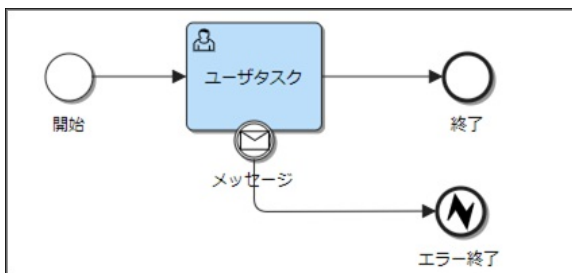 ユーザタスク
開始
終了
メッセージ
エラー終了